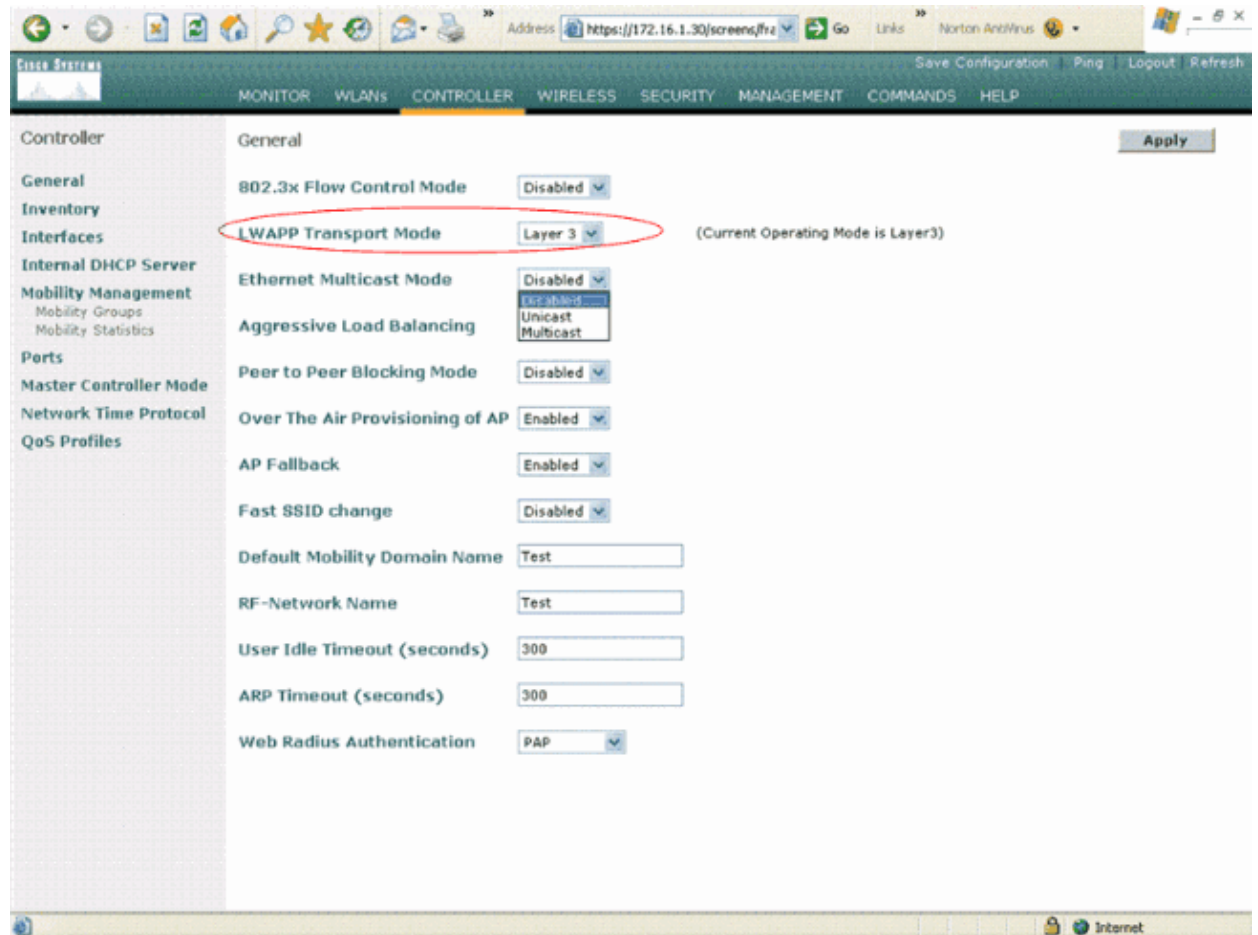 Address https://172.16.1.30/screens/fra Go Links Norton AntiVirus
CISCO SYSTEMS
Save Configuration Ping Logout Refresh
MONITOR WLANs CONTROLLER WIRELESS SECURITY MANAGEMENT COMMANDS HELP
Controller
General
Inventory
Interfaces
Internal DHCP Server
Mobility Management
Mobility Groups
Mobility Statistics
Ports
Master Controller Mode
Network Time Protocol
QoS Profiles
General Apply
802.3x Flow Control Mode Disabled
LWAPP Transport Mode Layer 3 (Current Operating Mode is Layer3)
Ethernet Multicast Mode Disabled
Disabled
Unicast
Multicast
Aggressive Load Balancing
Peer to Peer Blocking Mode Disabled
Over The Air Provisioning of AP Enabled
AP Fallback Enabled
Fast SSID change Disabled
Default Mobility Domain Name Test
RF-Network Name Test
User Idle Timeout (seconds) 300
ARP Timeout (seconds) 300
Web Radius Authentication PAP
Internet